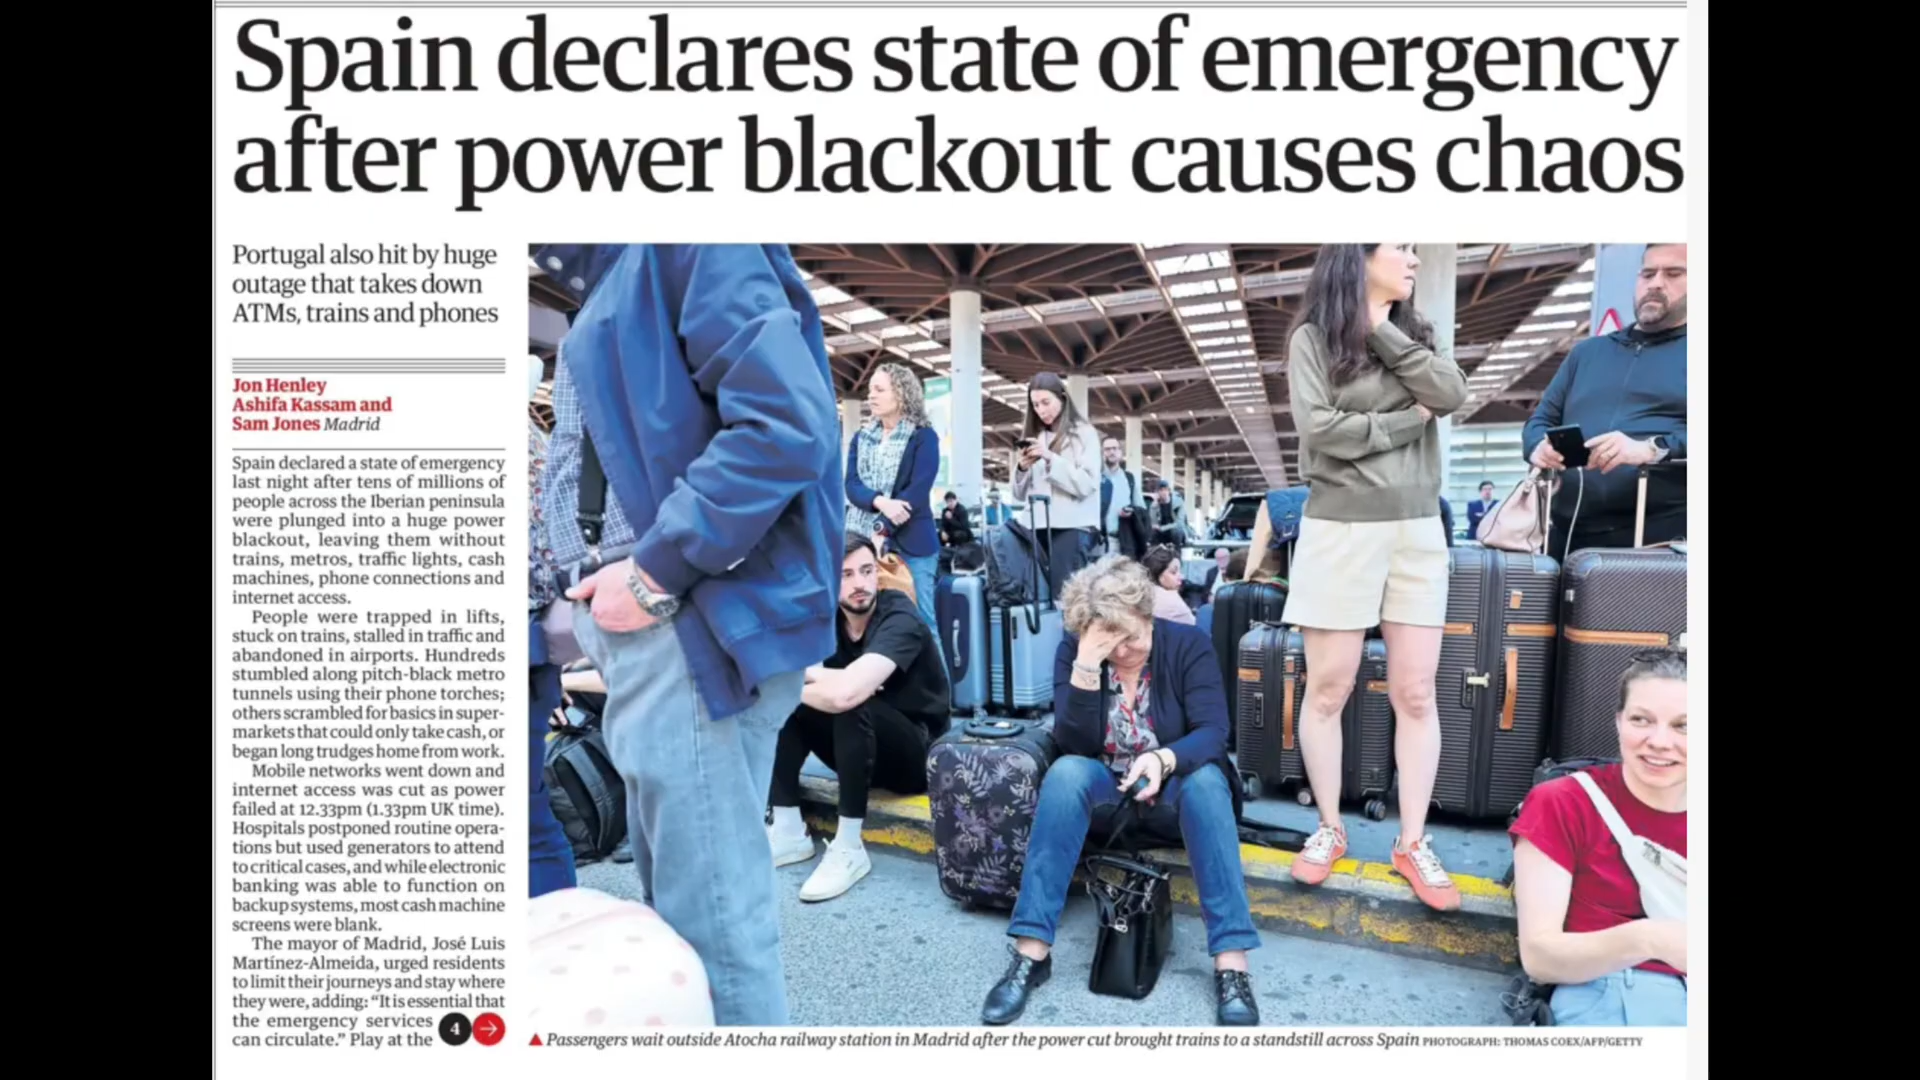 Spain declares state of emergency
after power blackout causes chaos
Portugal also hit by huge
outage that takes down
ATMs, trains and phones
Jon Henley
Ashifa Kassam and
Sam Jones Madrid
Spain declared a state of emergency
last night after tens of millions of
people across the Iberian peninsula
were plunged into a huge power
blackout, leaving them without
trains, metros, traffic lights, cash
machines, phone connections and
internet access.
People were trapped in lifts,
stuck on trains, stalled in traffic and
abandoned in airports. Hundreds
stumbled along pitch-black metro
tunnels using their phone torches;
others scrambled for basics in super-
markets that could only take cash, or
began long trudges home from work.
Mobile networks went down and
internet access was cut as power
failed at 12.33pm (1.33pm UK time).
Hospitals postponed routine opera-
tions but used generators to attend
to critical cases, and while electronic
banking was able to function on
backup systems, most cash machine
screens were blank.
The mayor of Madrid, José Luis
Martínez-Almeida, urged residents
to limit their journeys and stay where
they were, adding: “It is essential that
the emergency services
can circulate.” Play at the
4
▲ Passengers wait outside Atocha railway station in Madrid after the power cut brought trains to a standstill across Spain PHOTOGRAPH: THOMAS COEX/AFP/GETTY